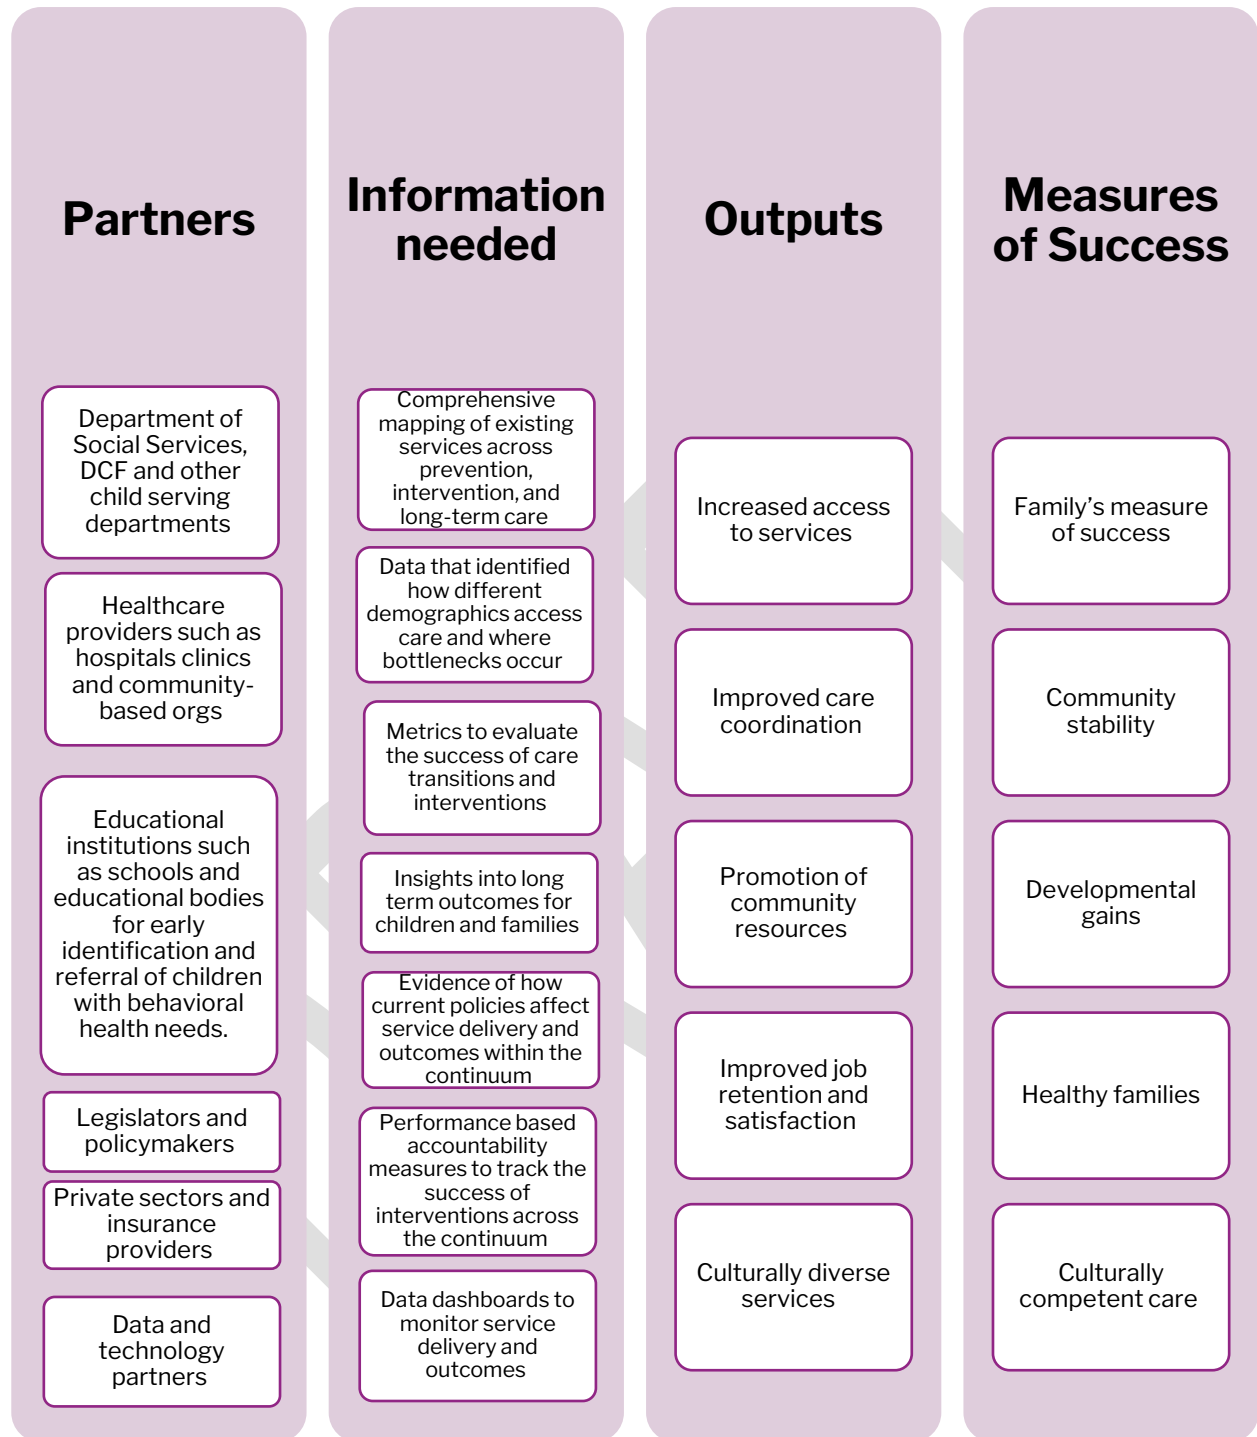 Partners
Department of
Social Services,
DCF and other
child serving
departments
Healthcare
providers such as
hospitals clinics
and community-
based orgs
Educational
institutions such
as schools and
educational bodies
for early
identification and
referral of children
with behavioral
health needs.
Legislators and
policymakers
Private sectors and
insurance
providers
Data and
technology
partners
Information
needed
Comprehensive
mapping of existing
services across
prevention,
intervention, and
long-term care
Data that identified
how different
demographics access
care and where
bottlenecks occur
Metrics to evaluate
the success of care
transitions and
interventions
Insights into long
term outcomes for
children and families
Evidence of how
current policies affect
service delivery and
outcomes within the
continuum
Performance based
accountability
measures to track the
success of
interventions across
the continuum
Data dashboards to
monitor service
delivery and
outcomes
Outputs
Increased access
to services
Improved care
coordination
Promotion of
community
resources
Improved job
retention and
satisfaction
Culturally diverse
services
Measures
of Success
Family’s measure
of success
Community
stability
Developmental
gains
Healthy families
Culturally
competent care